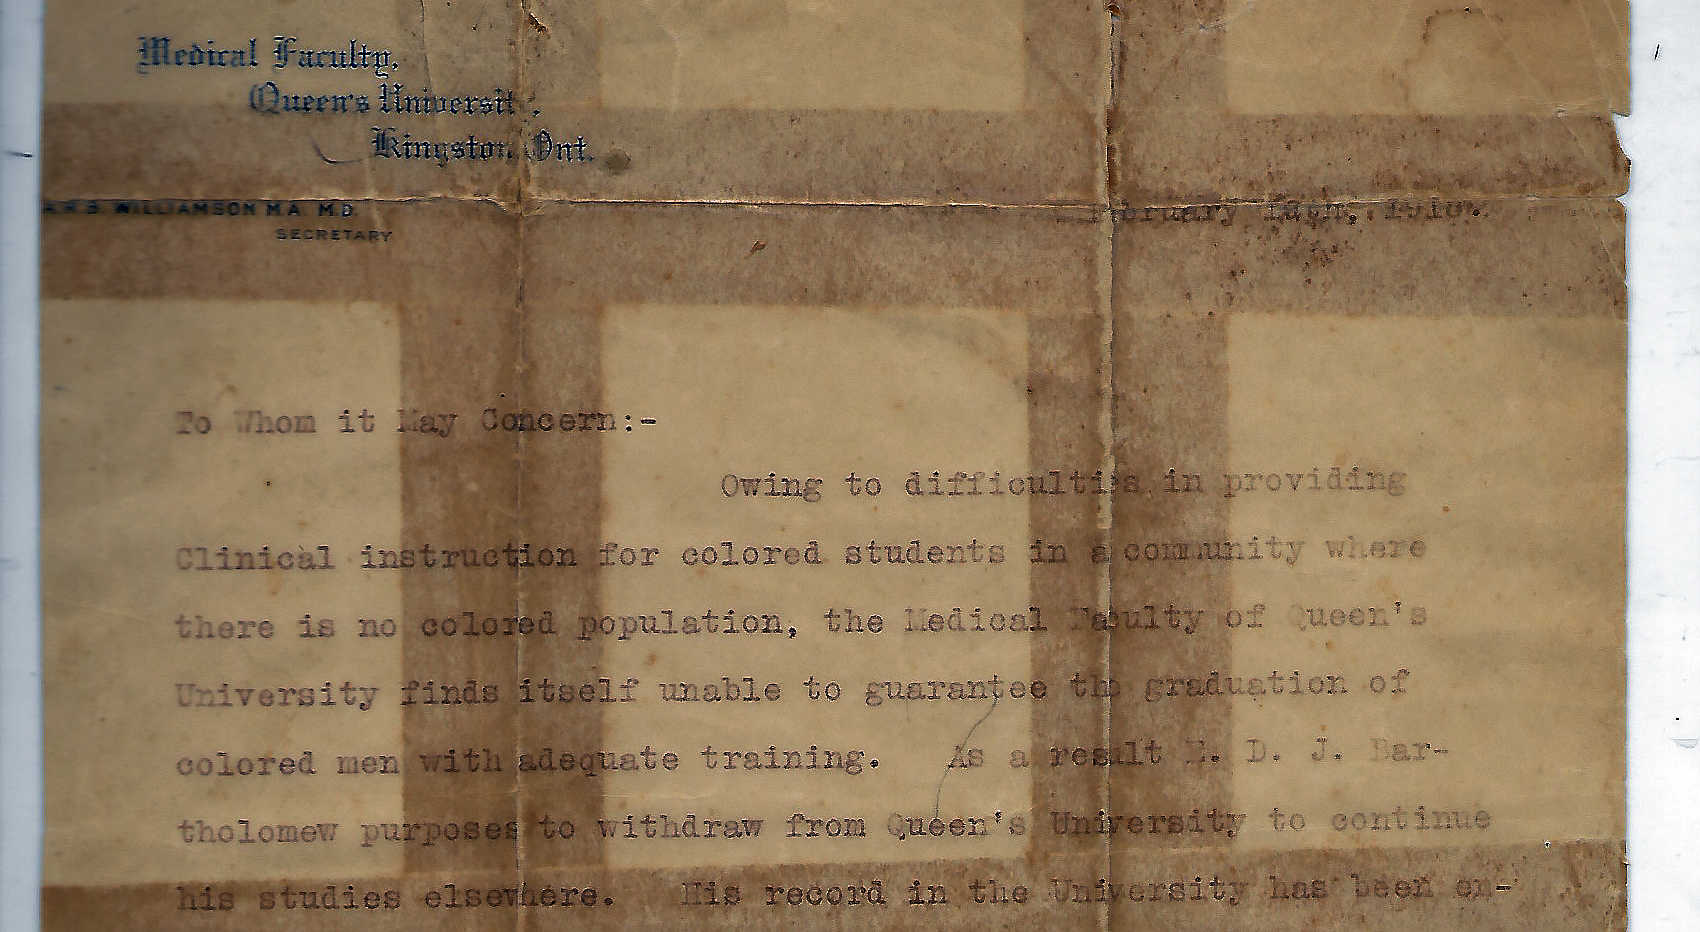 Medical Faculty,
Queen's Universit
Kingston, Ont.
A.R.B. WILLIAMSON M.A. M.D.
SECRETARY
February
To Whom it May Concern:-
Owing to difficulties in providing
Clinical instruction for colored students in a community where
there is no colored population, the Medical Faculty of Queen's
University finds itself unable to guarantee the graduation of
colored men with adequate training. As a result E. D. J. Bar-
tholomew purposes to withdraw from Queen's University to continue
his studies elsewhere. His record in the University has been en-